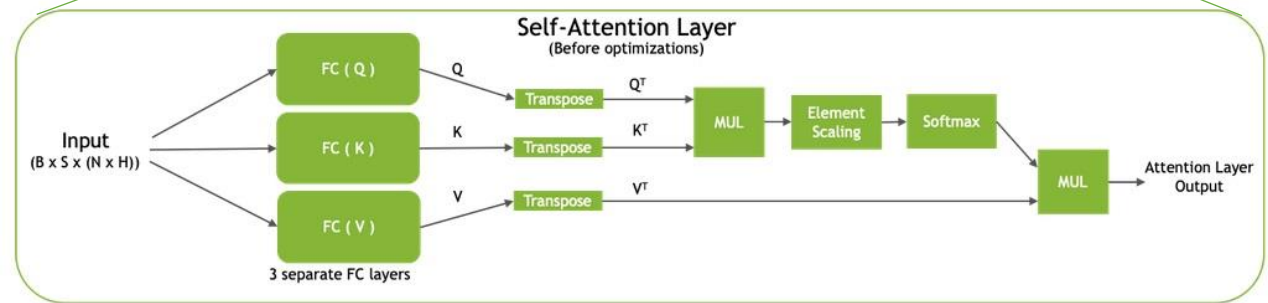 Self-Attention Layer
(Before optimizations)
Input
(B x S x (N x H))
FC ( Q )
FC ( K )
FC ( V )
3 separate FC layers
Q
K
V
Transpose
Transpose
Transpose
Qᵀ
Kᵀ
Vᵀ
MUL
Element
Scaling
Softmax
MUL
Attention Layer
Output